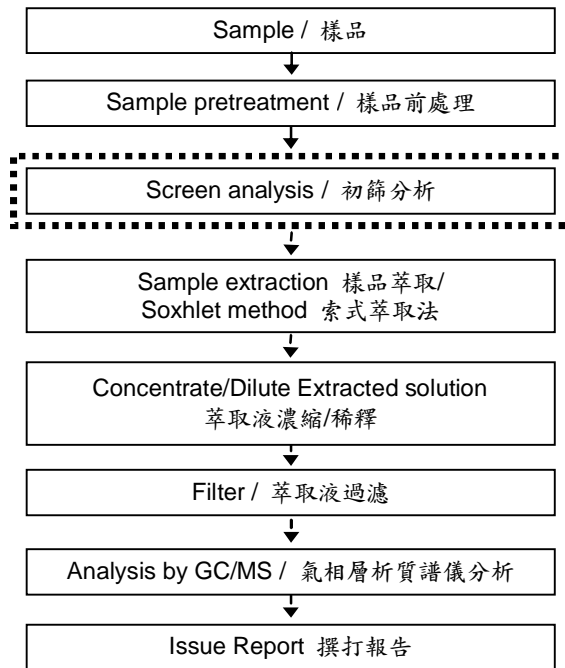 Sample / 樣品
Sample pretreatment / 樣品前處理
Screen analysis / 初篩分析
Sample extraction 樣品萃取/
Soxhlet method 索式萃取法
Concentrate/Dilute Extracted solution
萃取液濃縮/稀釋
Filter / 萃取液過濾
Analysis by GC/MS / 氣相層析質譜儀分析
Issue Report 撰打報告